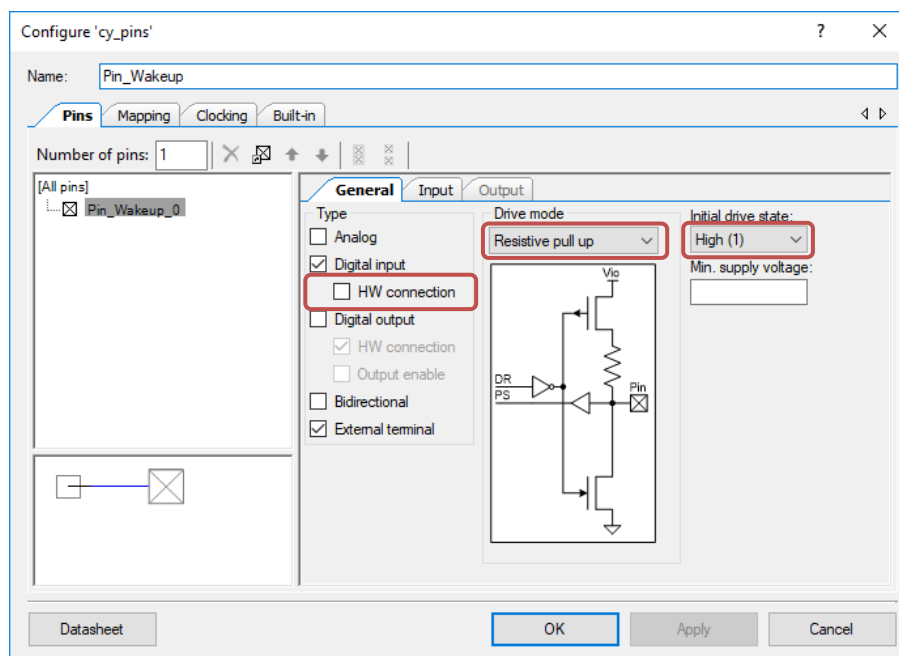 Configure 'cy_pins'
?
Name:
Pin_Wakeup
Pins
Mapping
Clocking
Built-in
Number of pins:
1
[All pins]
Pin_Wakeup_0
General
Input
Output
Type
Analog
Digital input
HW connection
Digital output
HW connection
Output enable
Bidirectional
External terminal
Drive mode
Resistive pull up
Vio
DR
PS
Pin
Initial drive state:
High (1)
Min. supply voltage:
Datasheet
OK
Apply
Cancel